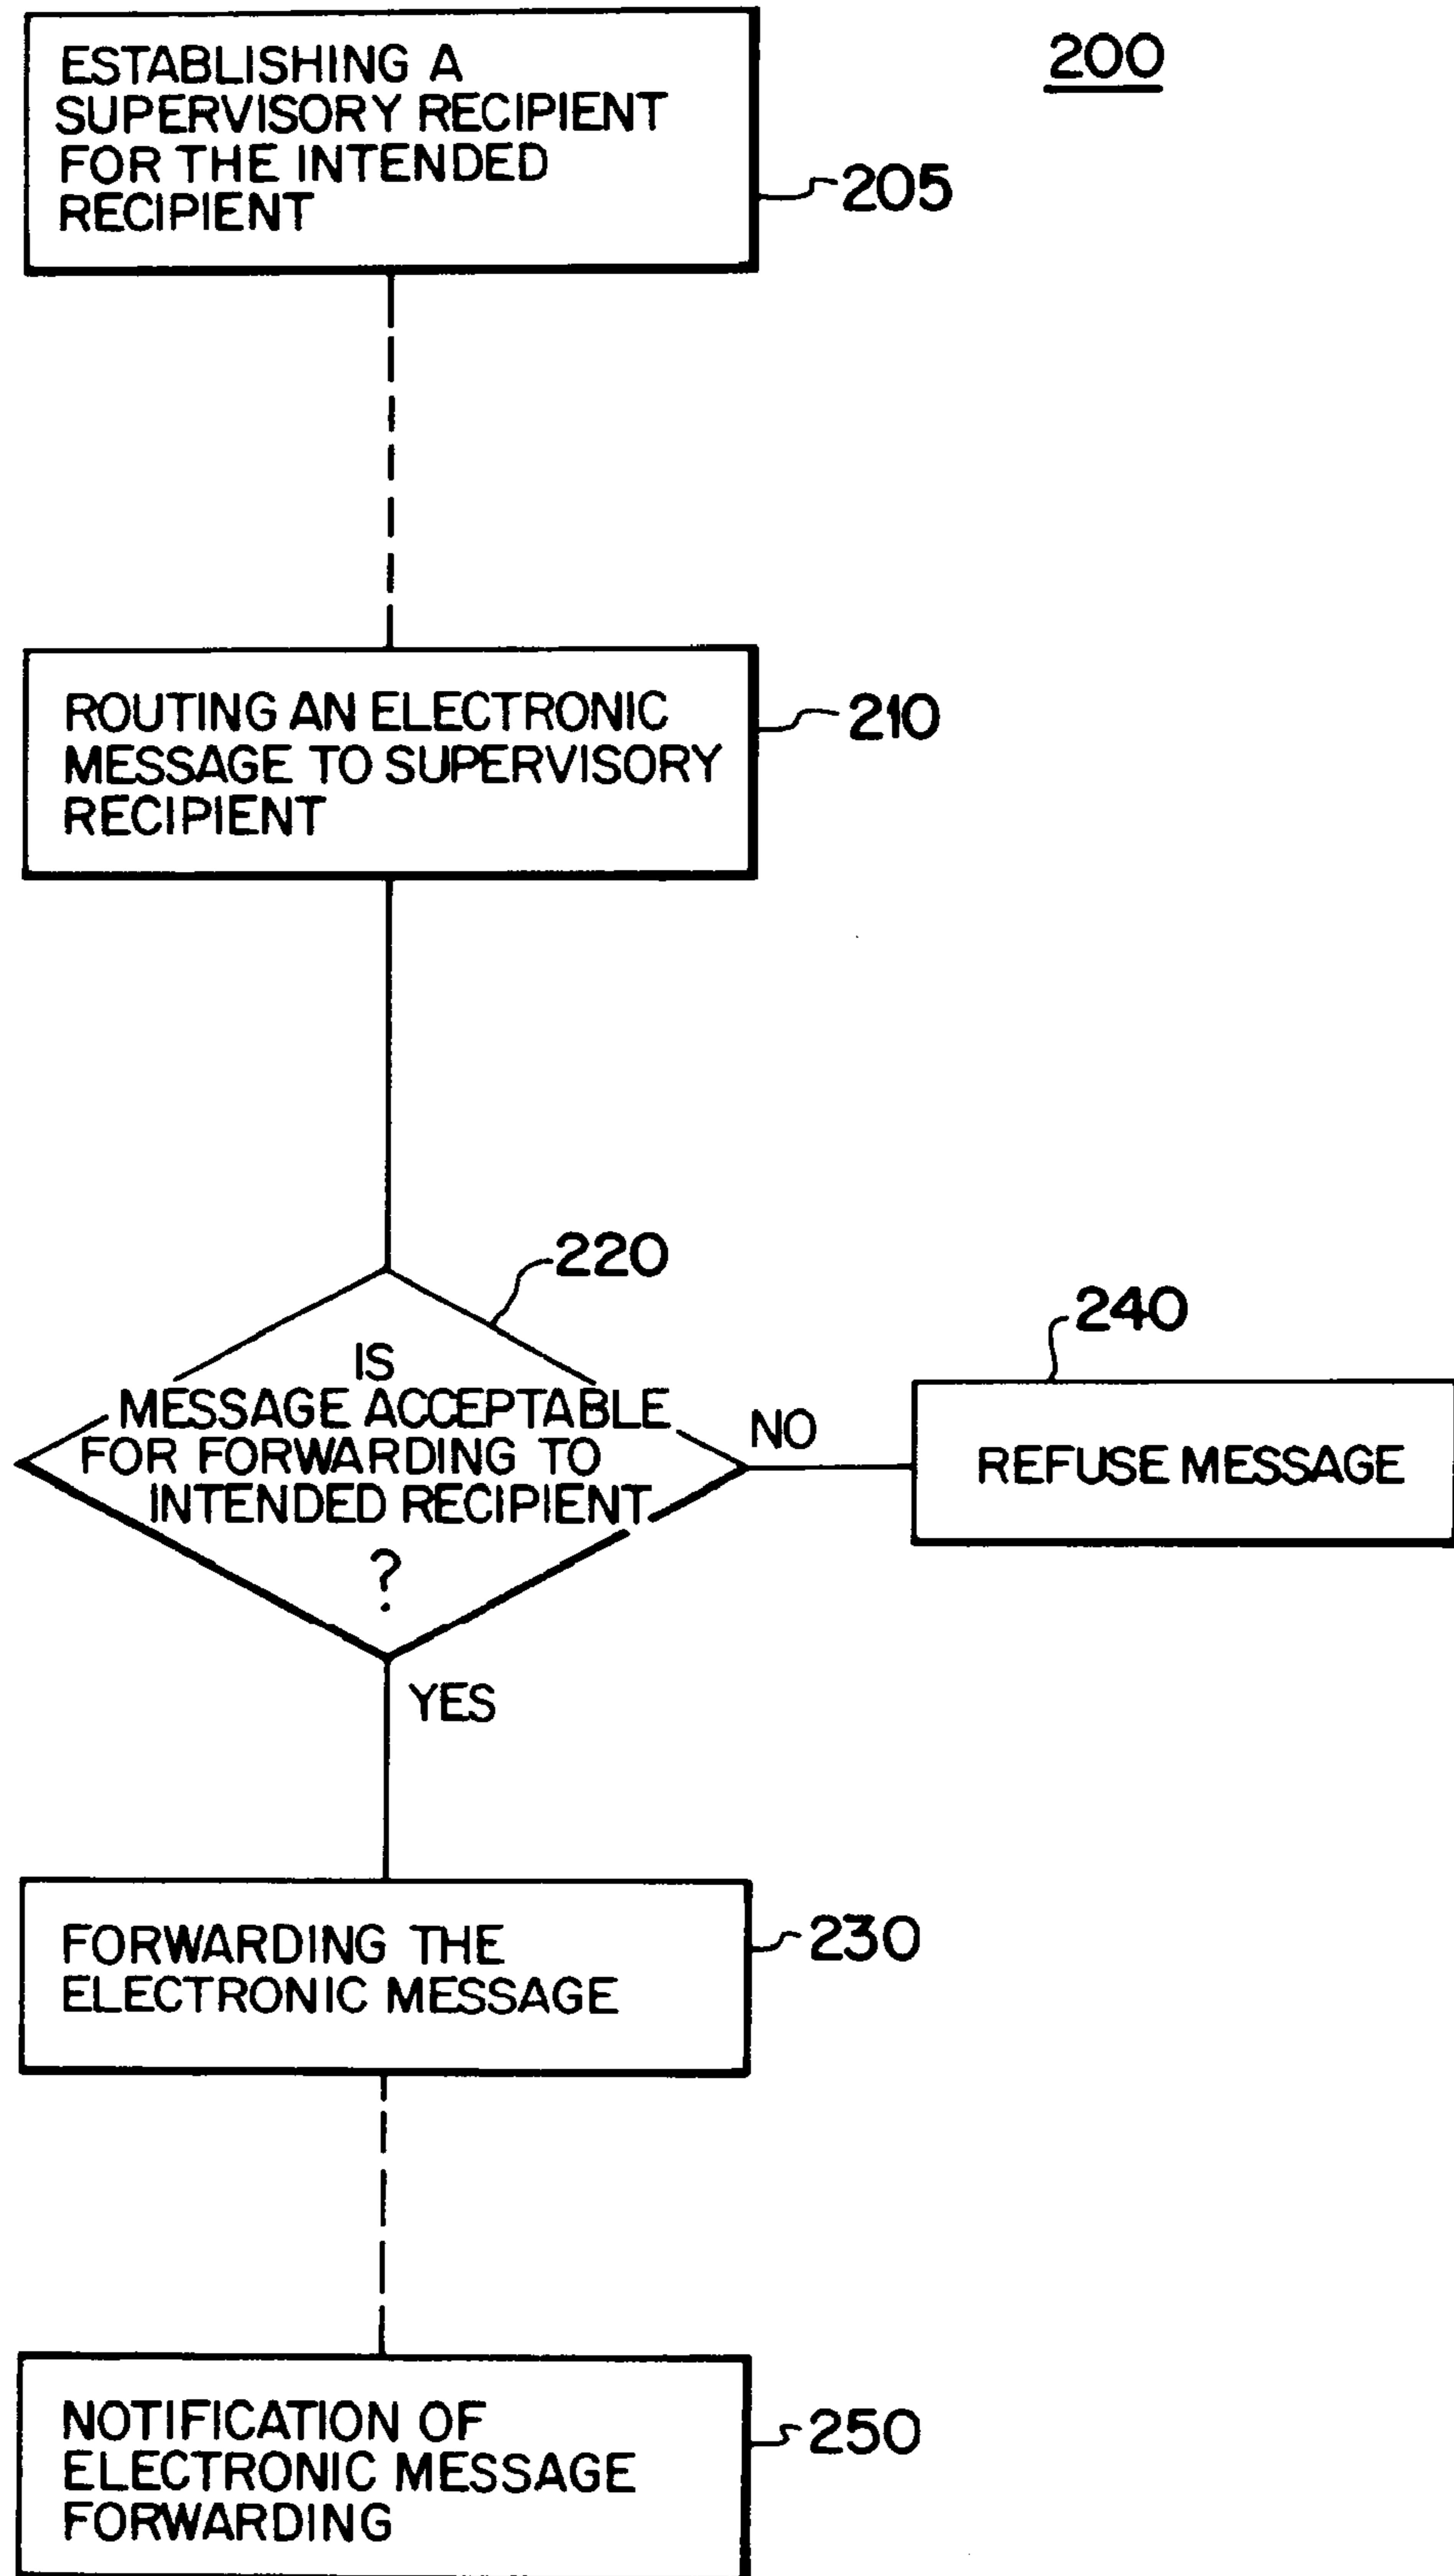 200
ESTABLISHING A
SUPERVISORY RECIPIENT
FOR THE INTENDED
RECIPIENT
205
ROUTING AN ELECTRONIC
MESSAGE TO SUPERVISORY
RECIPIENT
210
220
IS
MESSAGE ACCEPTABLE
FOR FORWARDING TO
INTENDED RECIPIENT
?
NO
240
REFUSE MESSAGE
YES
FORWARDING THE
ELECTRONIC MESSAGE
230
NOTIFICATION OF
ELECTRONIC MESSAGE
FORWARDING
250